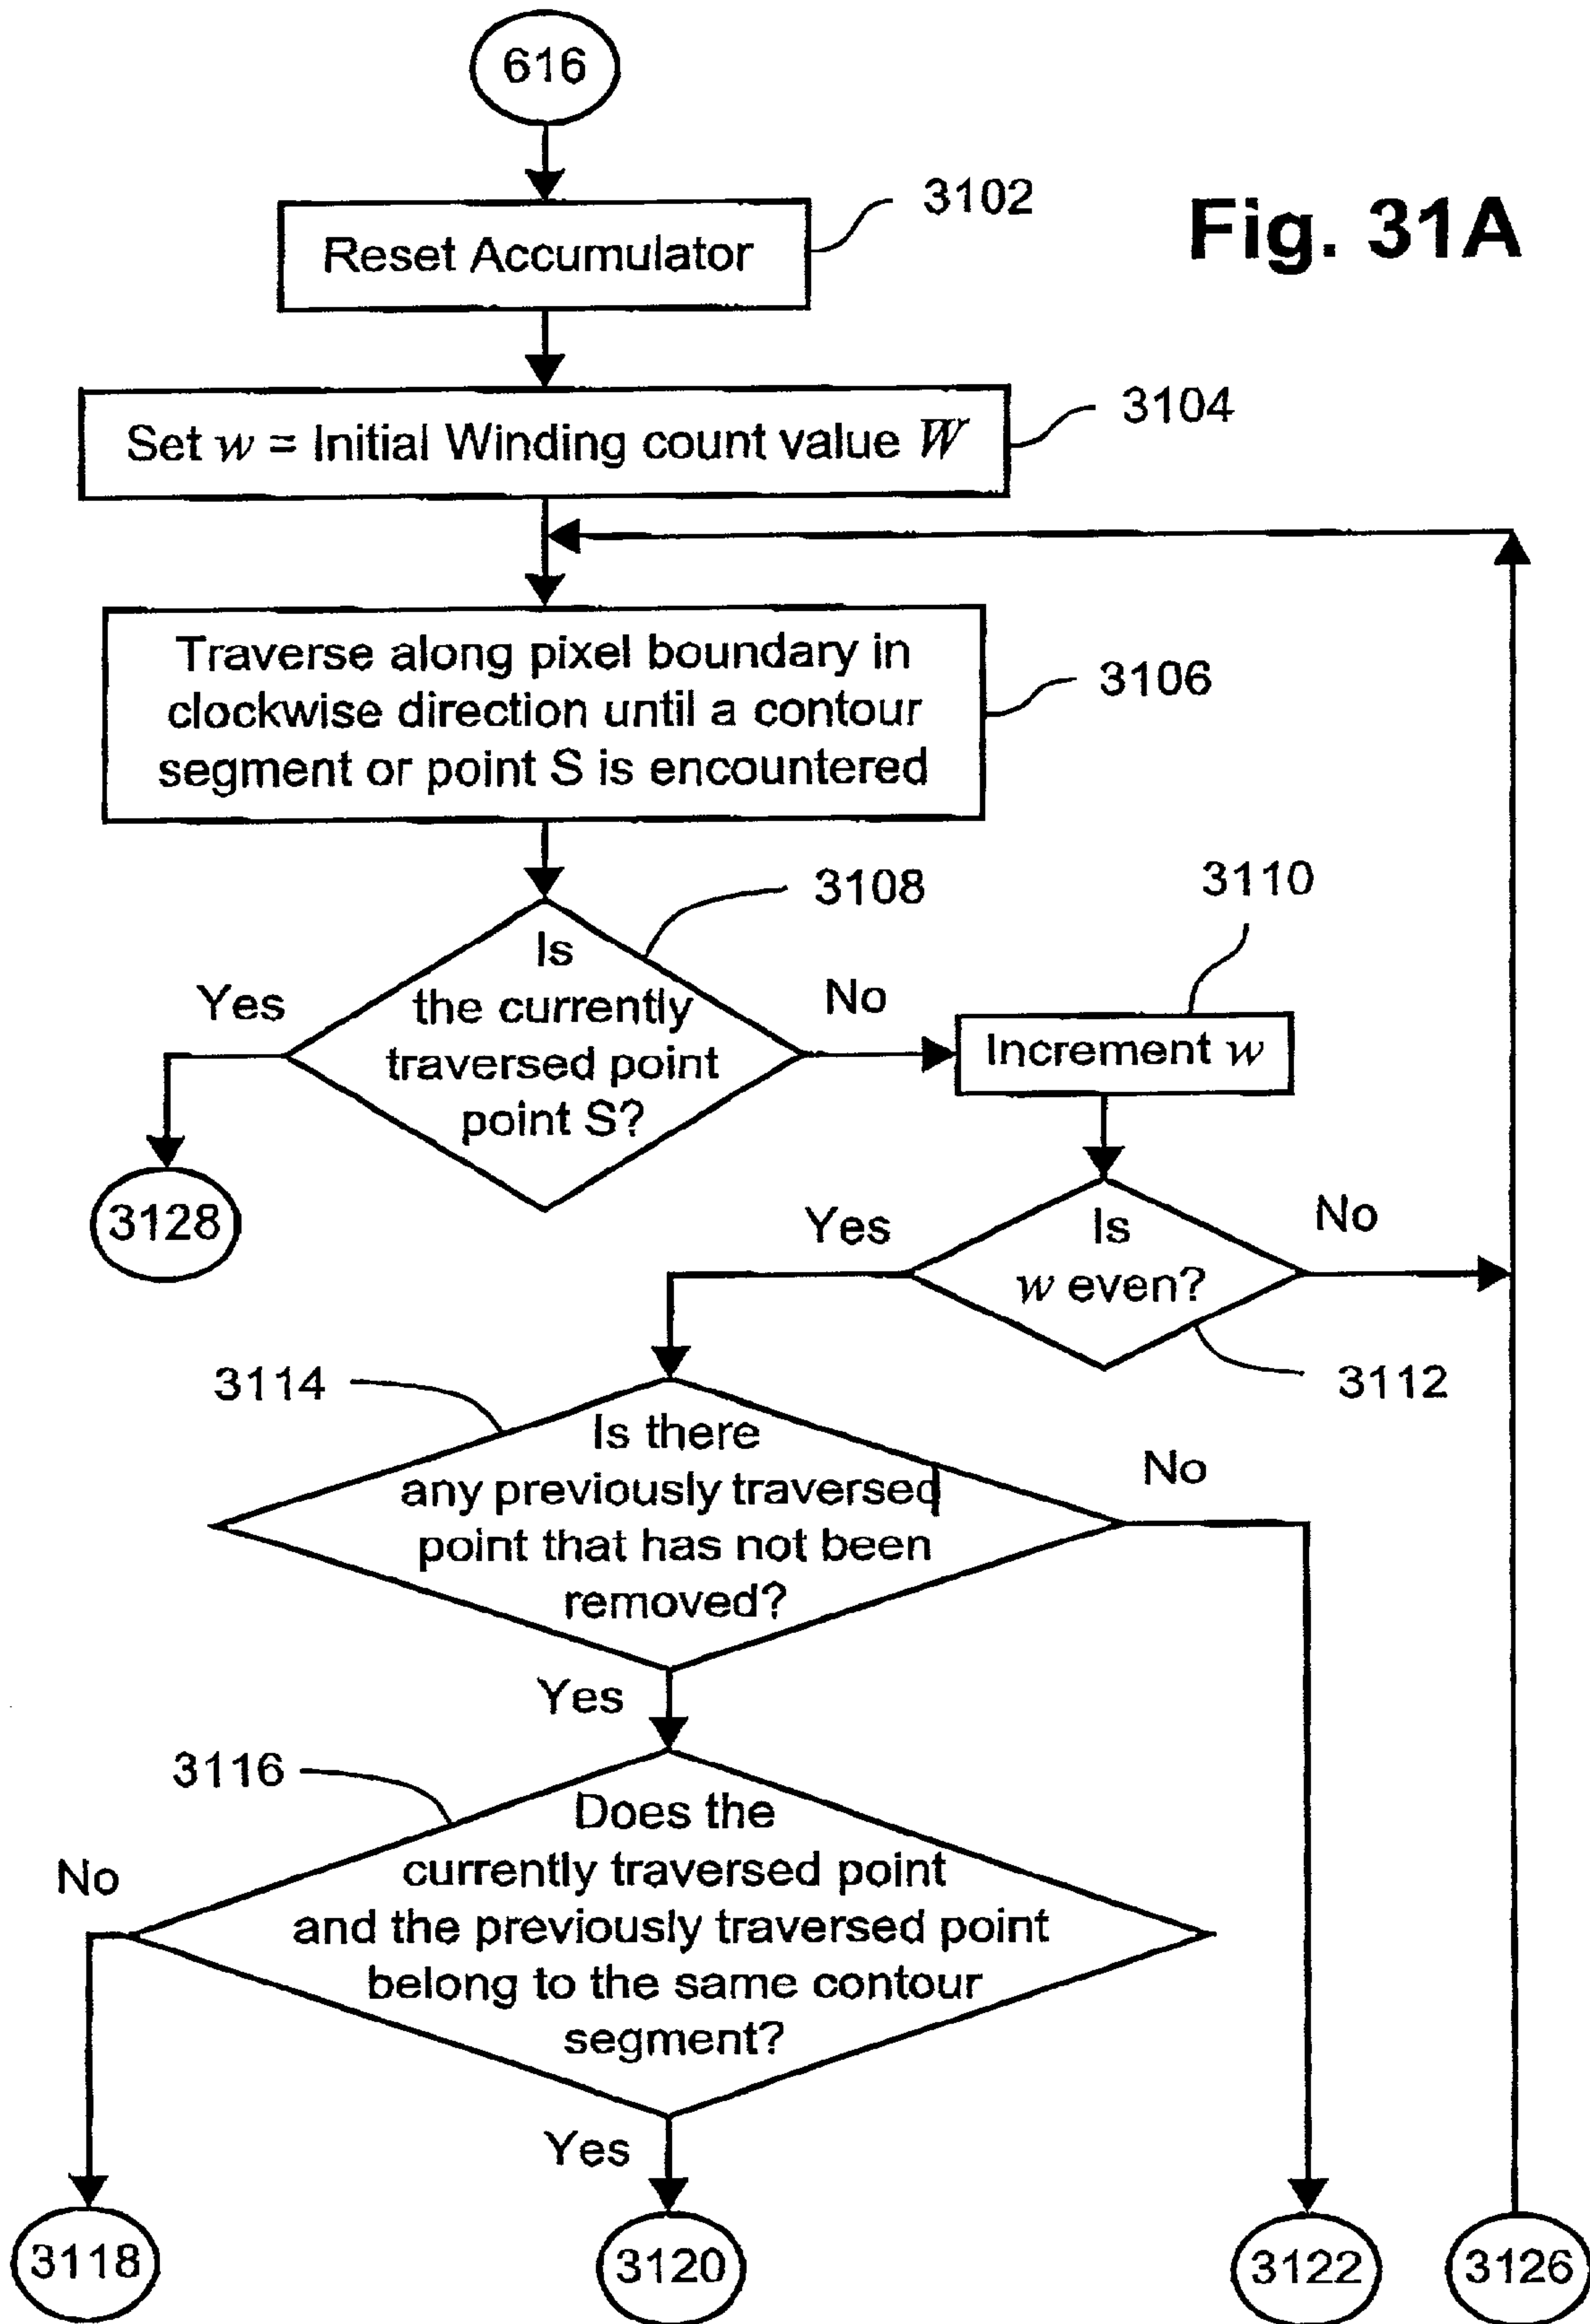 616
Fig. 31A
3102
Reset Accumulator
3104
Set w = Initial Winding count value W
3106
Traverse along pixel boundary in
clockwise direction until a contour
segment or point S is encountered
3108
Is
the currently
traversed point
point S?
Yes
No
3110
Increment w
3128
Is
w even?
Yes
No
3112
3114
Is there
any previously traversed
point that has not been
removed?
No
Yes
3116
Does the
currently traversed point
and the previously traversed point
belong to the same contour
segment?
No
Yes
3118
3120
3122
3126